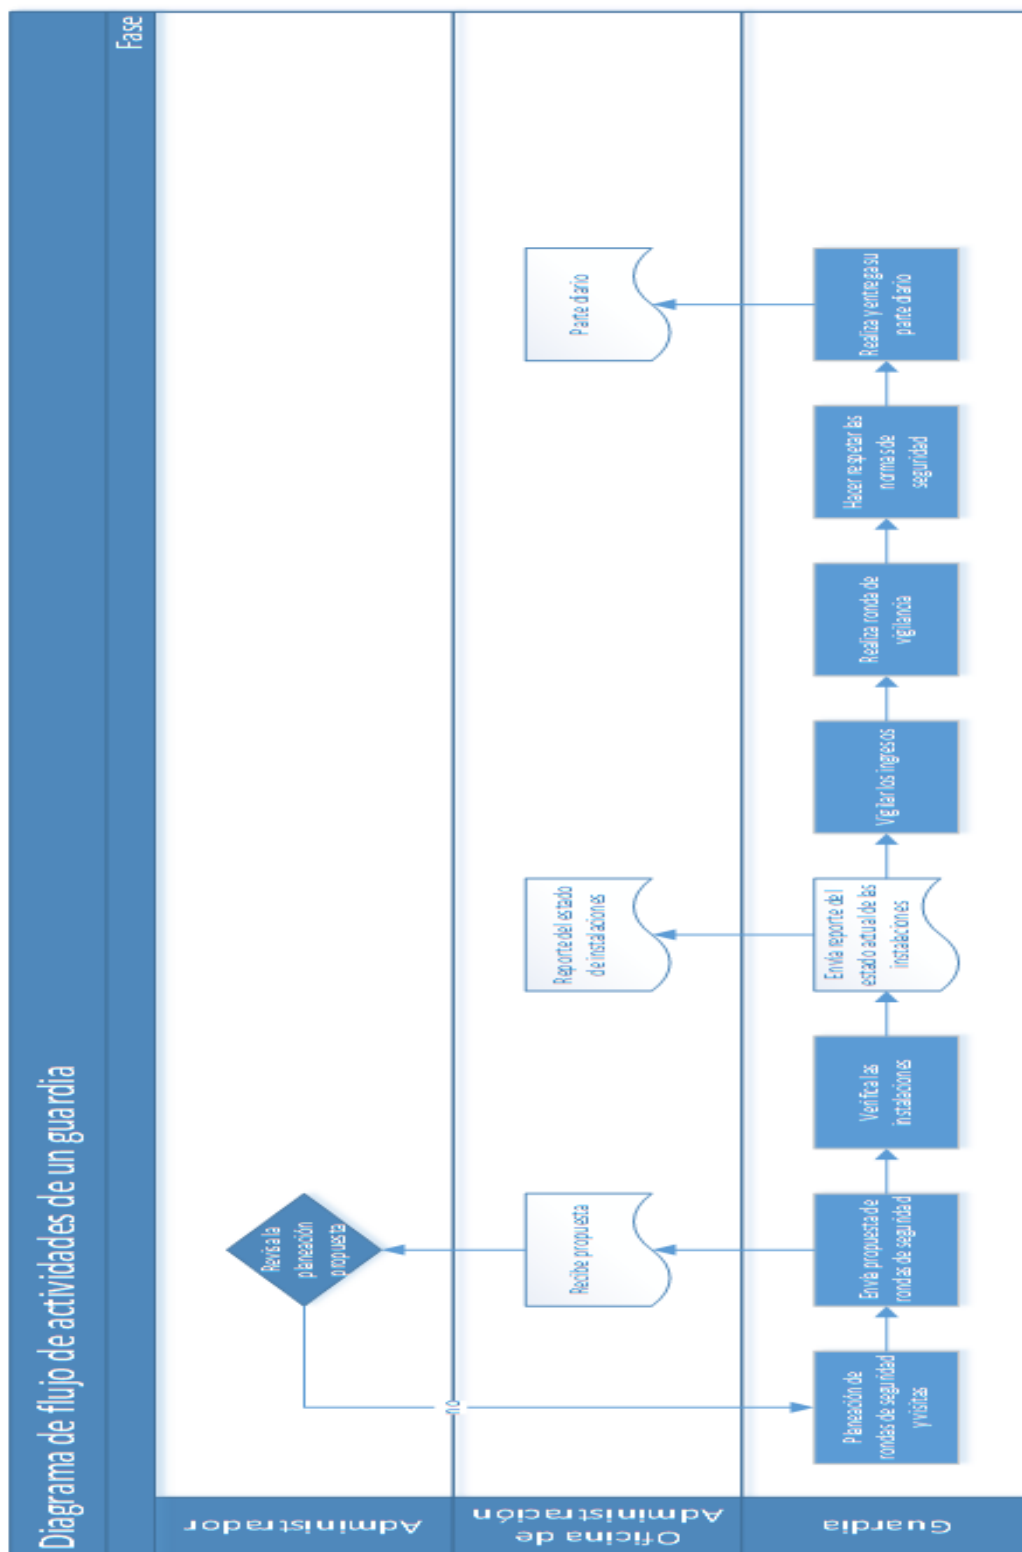 Diagrama de flujo de actividades de un guardia
Fase
Administrador
Revisa la
planeación
propuesta
Oficina de
Administración
Recibe propuesta
Reporte del estado
de instalaciones
Parte diario
no
Guardia
Planeación de
rondas de seguridad
y visitas
Envía propuesta de
rondas de seguridad
Verifica las
instalaciones
Envía reporte del
estado actual de las
instalaciones
Vigilar los ingresos
Realiza ronda de
vigilancia
Hacer respetar las
normas de
seguridad
Realiza y entrega su
parte diario